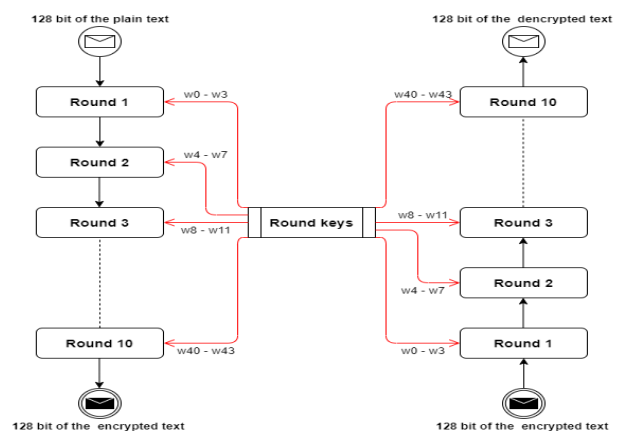 128 bit of the plain text
Round 1
w0 - w3
Round 2
w4 - w7
Round 3
w8 - w11
Round 10
w40 - w43
128 bit of the encrypted text
Round keys
128 bit of the dencrypted text
w40 - w43
Round 10
w8 - w11
Round 3
w4 - w7
Round 2
w0 - w3
Round 1
128 bit of the encrypted text